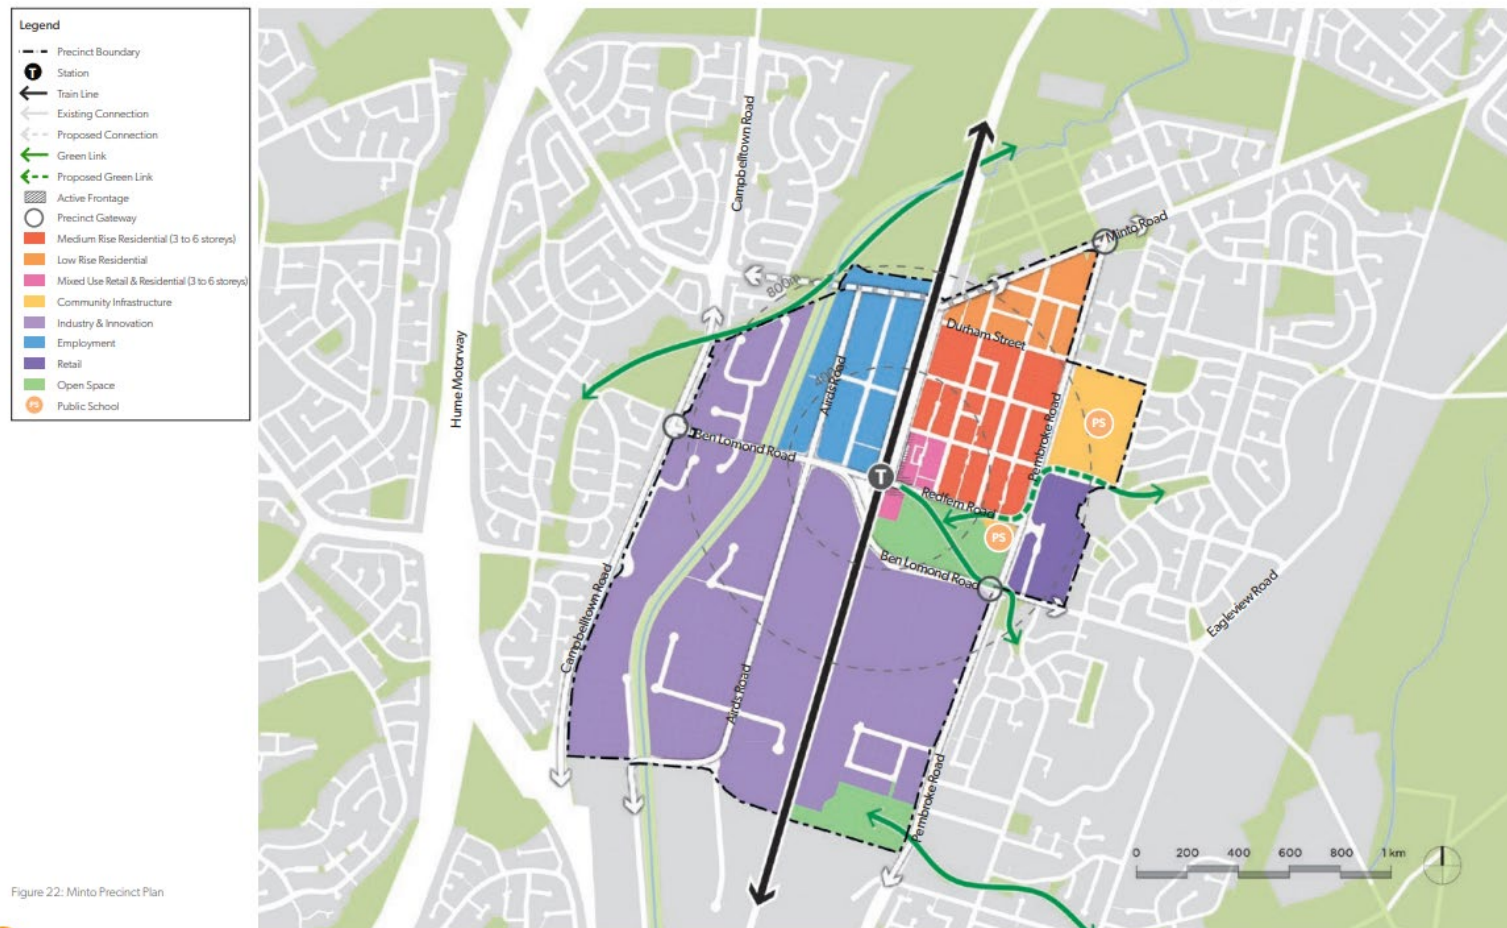 Legend
Precinct Boundary
T
Station
Train Line
Existing Connection
Proposed Connection
Green Link
Proposed Green Link
Active Frontage
Precinct Gateway
Medium Rise Residential (3 to 6 storeys)
Low Rise Residential
Mixed Use Retail & Residential (3 to 6 storeys)
Community Infrastructure
Industry & Innovation
Employment
Retail
Open Space
PS
Public School
Campbelltown Road
Minto Road
800m
Durham Street
Hume Motorway
Airds Road
Pembroke Road
PS
Ben Lomond Road
T
Redfern Road
PS
Ben Lomond Road
Campbelltown Road
Eagleview Road
Airds Road
Pembroke Road
0 200 400 600 800 1 km
Figure 22: Minto Precinct Plan